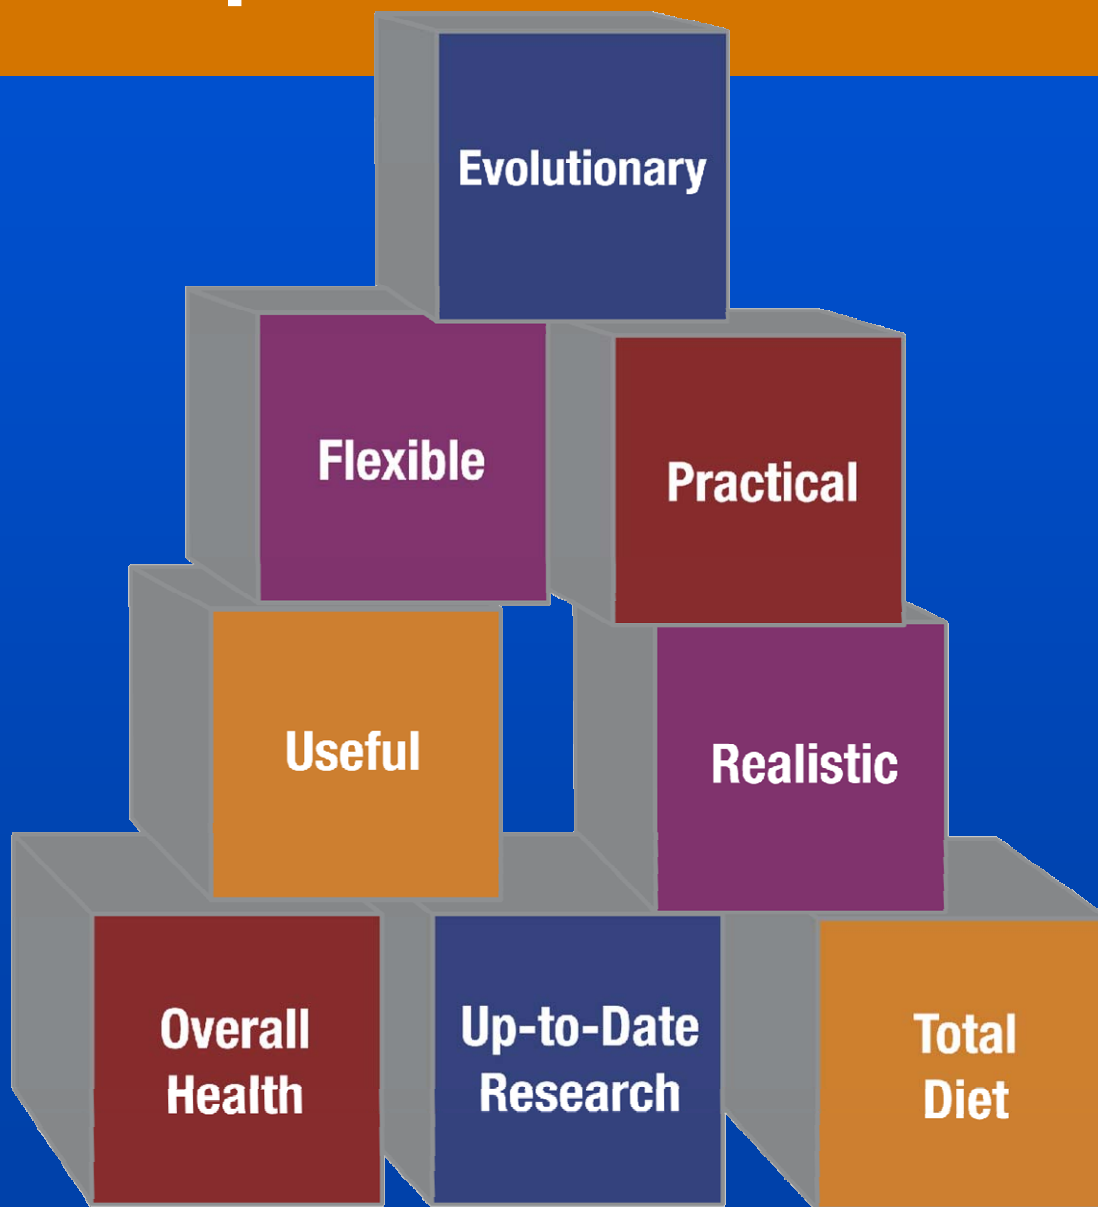 Evolutionary
Flexible
Practical
Useful
Realistic
Overall
Health
Up-to-Date
Research
Total
Diet